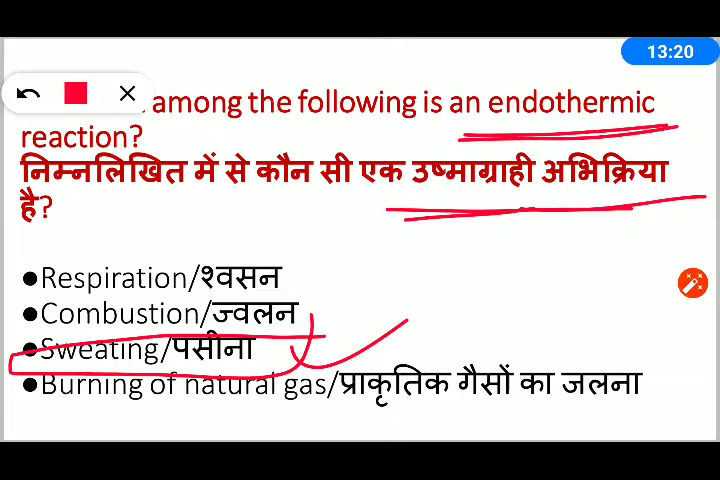 13:20
among the following is an endothermic
reaction?
निम्नलिखित में से कौन सी एक उष्माग्राही अभिक्रिया
है?
●Respiration/श्वसन
●Combustion/ज्वलन
●Sweating/पसीना
●Burning of natural gas/प्राकृतिक गैसों का जलना